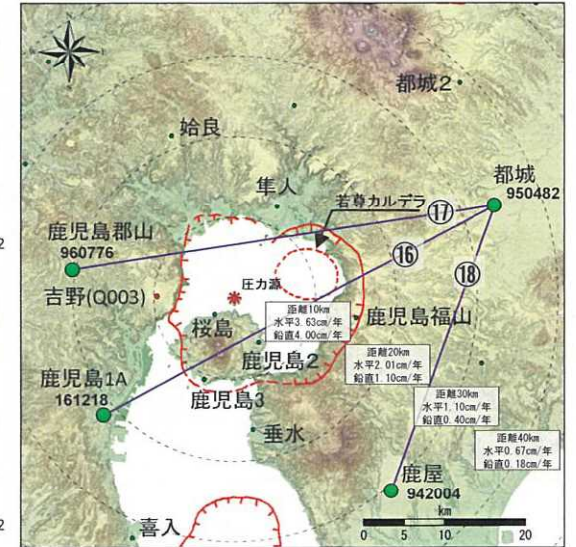 都城2
姶良
都城
950482
隼人
若尊カルデラ
⑰
鹿児島郡山
960776
⑯
⑱
2
吉野(Q003)
圧力源
距離10km
水平3.63cm/年
鉛直4.00cm/年
鹿児島福山
桜島
鹿児島2
距離20km
水平2.01cm/年
鉛直1.10cm/年
鹿児島1A
161218
鹿児島3
距離30km
水平1.10cm/年
鉛直0.40cm/年
垂水
距離40km
水平0.67cm/年
鉛直0.18cm/年
鹿屋
942004
km
2
喜入
0 5 10 20